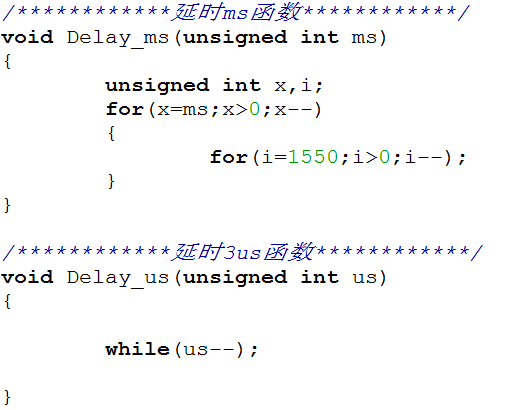 /************延时ms函数************/
void Delay_ms(unsigned int ms)
{
        unsigned int x,i;
        for(x=ms;x>0;x--)
        {
                for(i=1550;i>0;i--);
        }
}

/************延时3us函数************/
void Delay_us(unsigned int us)
{

        while(us--);

}